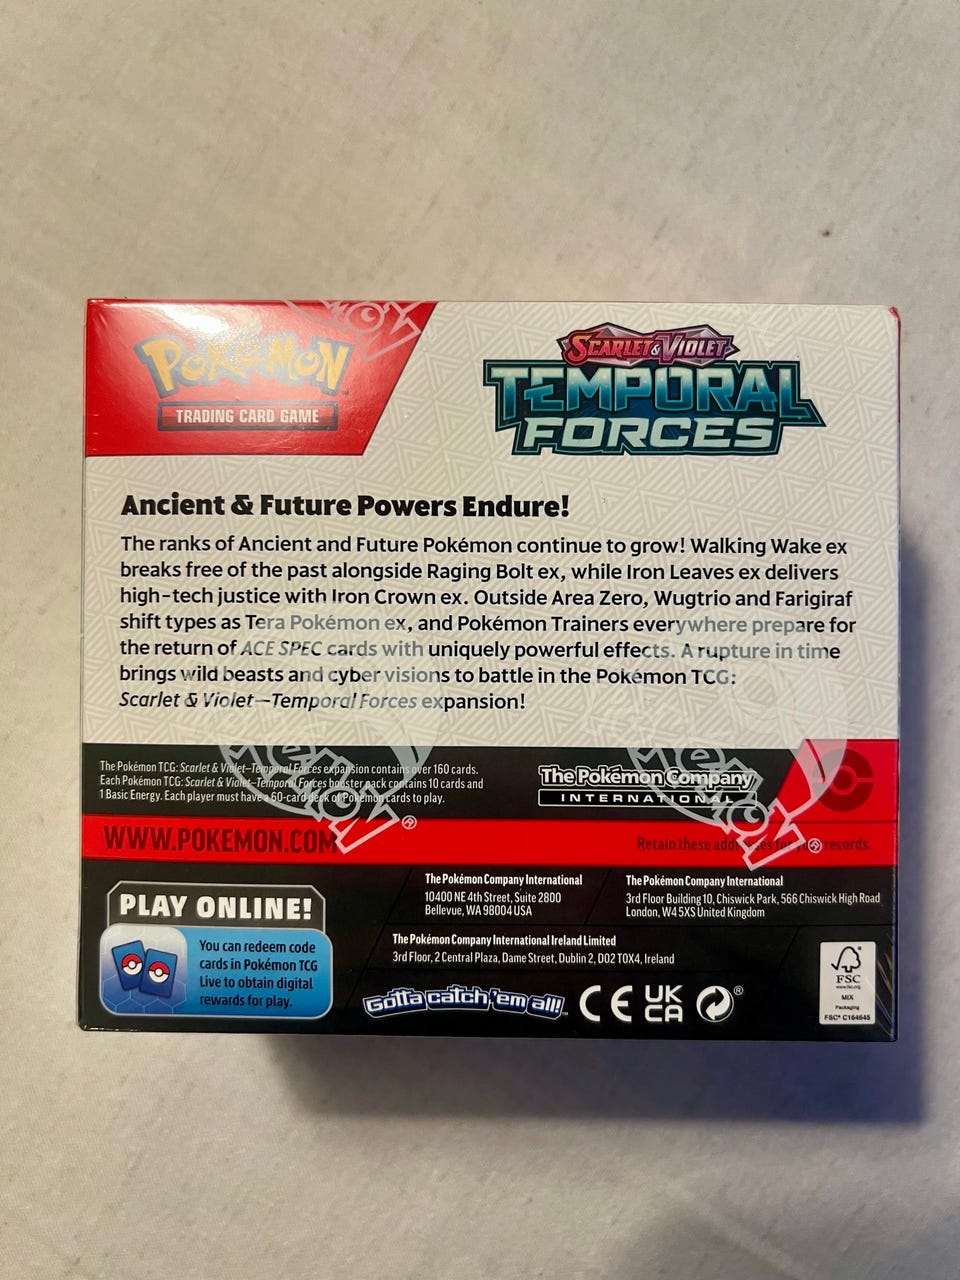 POKéMON
TRADING CARD GAME
SCARLET & VIOLET
TEMPORAL
FORCES
Ancient & Future Powers Endure!
The ranks of Ancient and Future Pokémon continue to grow! Walking Wake ex
breaks free of the past alongside Raging Bolt ex, while Iron Leaves ex delivers
high-tech justice with Iron Crown ex. Outside Area Zero, Wugtrio and Farigiraf
shift types as Tera Pokémon ex, and Pokémon Trainers everywhere prepare for
the return of ACE SPEC cards with uniquely powerful effects. A rupture in time
brings wild beasts and cyber visions to battle in the Pokémon TCG:
Scarlet & Violet—Temporal Forces expansion!
The Pokémon TCG: Scarlet & Violet–Temporal Forces expansion contains over 160 cards.
Each Pokémon TCG: Scarlet & Violet–Temporal Forces booster pack contains 10 cards and
1 Basic Energy. Each player must have a 60-card deck of Pokémon cards to play.
The Pokémon Company
INTERNATIONAL
WWW.POKEMON.COM
Retain these addresses for your records.
PLAY ONLINE!
You can redeem code
cards in Pokémon TCG
Live to obtain digital
rewards for play.
The Pokémon Company International
10400 NE 4th Street, Suite 2800
Bellevue, WA 98004 USA
The Pokémon Company International
3rd Floor Building 10, Chiswick Park, 566 Chiswick High Road
London, W4 5XS United Kingdom
The Pokémon Company International Ireland Limited
3rd Floor, 2 Central Plaza, Dame Street, Dublin 2, D02 T0X4, Ireland
Gotta catch 'em all!™
CE
UK
CA
®
FSC
www.fsc.org
MIX
Packaging
FSC® C164645